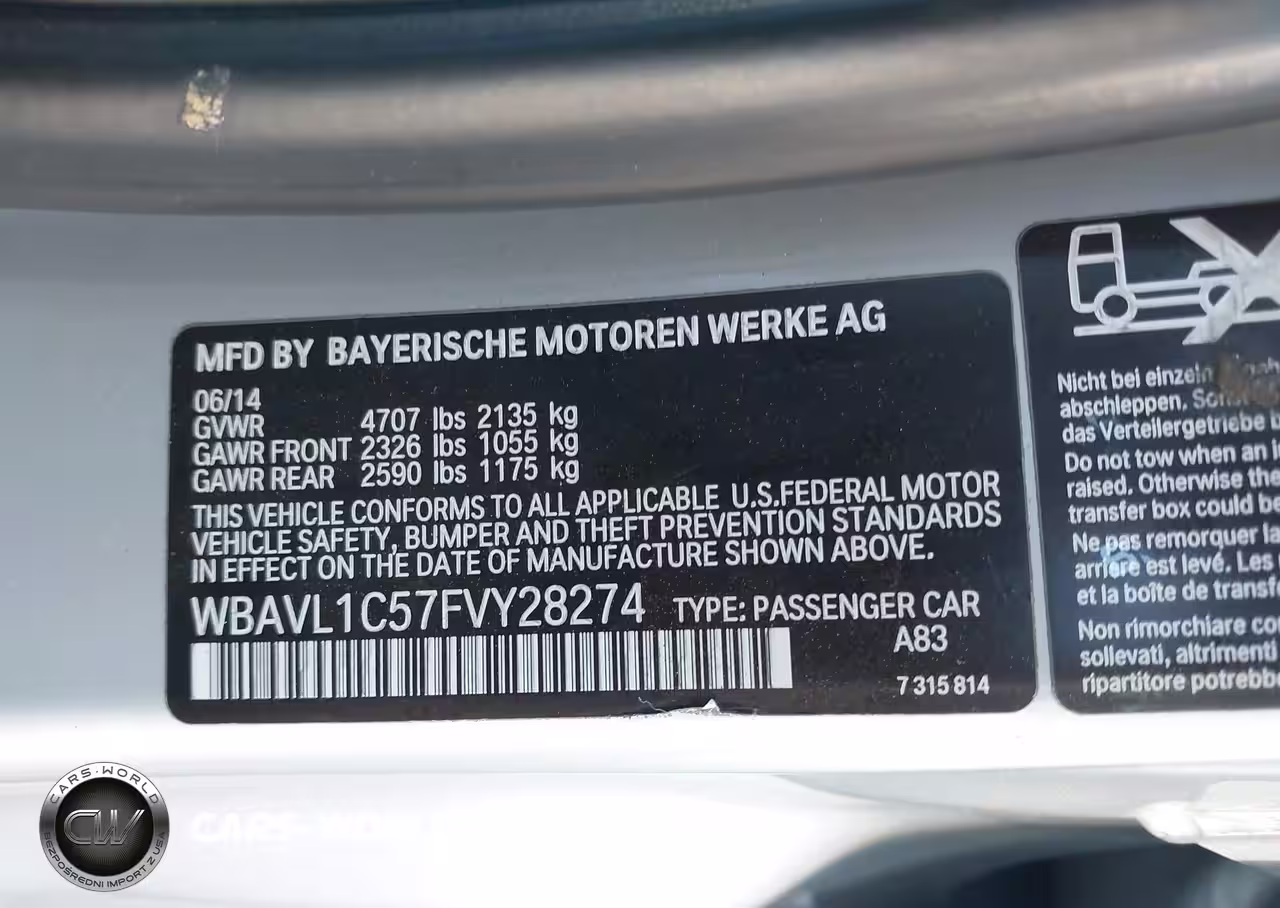 MFD BY BAYERISCHE MOTOREN WERKE AG
06/14
GVWR 4707 lbs 2135 kg
GAWR FRONT 2326 lbs 1055 kg
GAWR REAR 2590 lbs 1175 kg
THIS VEHICLE CONFORMS TO ALL APPLICABLE U.S.FEDERAL MOTOR
VEHICLE SAFETY, BUMPER AND THEFT PREVENTION STANDARDS
IN EFFECT ON THE DATE OF MANUFACTURE SHOWN ABOVE.
WBAVL1C57FVY28274 TYPE: PASSENGER CAR
A83
7 315 814
Nicht bei einzeln
abschleppen.
das Verteilergetriebe
Do not tow when an
raised. Otherwise the
transfer box could be
Ne pas remorquer la
arrière est levé. Les
et la boîte de transf
Non rimorchiare co
sollevati, altrimenti
ripartitore potrebbe
CARS-WORLD
CW
BEZPOŚREDNI IMPORT Z USA